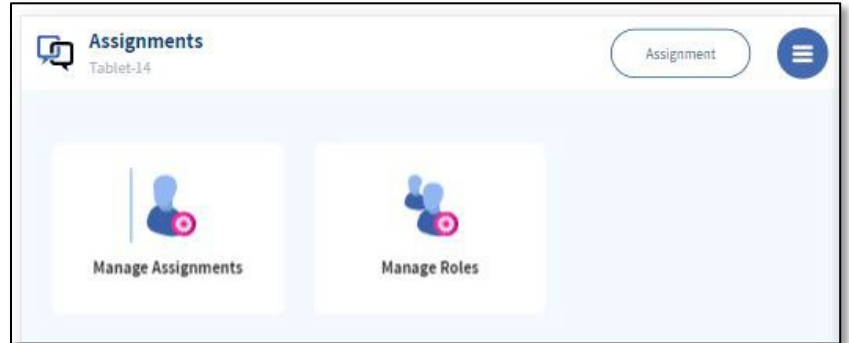 Assignments
Tablet-14
Assignment
Manage Assignments
Manage Roles